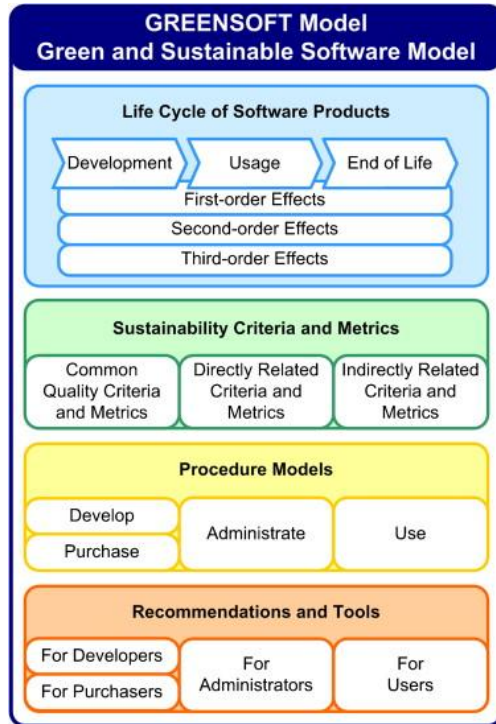 GREENSOFT Model
Green and Sustainable Software Model
Life Cycle of Software Products
Development
Usage
End of Life
First-order Effects
Second-order Effects
Third-order Effects
Sustainability Criteria and Metrics
Common
Quality Criteria
and Metrics
Directly Related
Criteria and
Metrics
Indirectly Related
Criteria and
Metrics
Procedure Models
Develop
Purchase
Administrate
Use
Recommendations and Tools
For Developers
For Purchasers
For
Administrators
For
Users